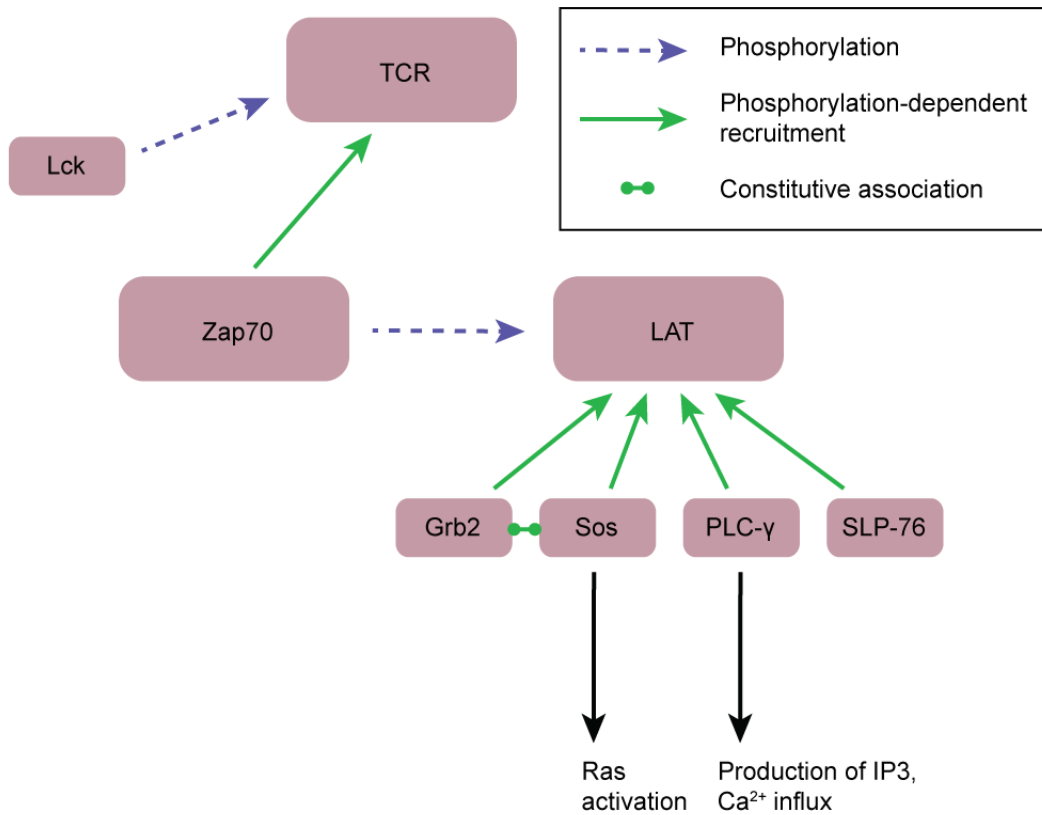 TCR
Phosphorylation
Phosphorylation-dependent
recruitment
Lck
Constitutive association
Zap70
LAT
Grb2
Sos
PLC-γ
SLP-76
Ras
activation
Production of IP3,
Ca²⁺ influx